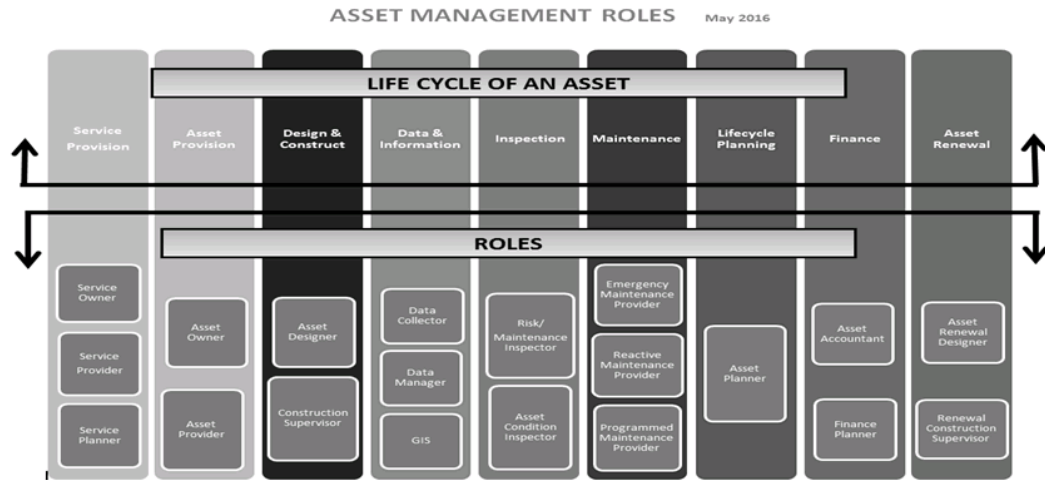 ASSET MANAGEMENT ROLES May 2016
LIFE CYCLE OF AN ASSET
Service
Provision
Asset
Provision
Design &
Construct
Data &
Information
Inspection
Maintenance
Lifecycle
Planning
Finance
Asset
Renewal
ROLES
Service
Owner
Service
Provider
Service
Planner
Asset
Owner
Asset
Provider
Asset
Designer
Construction
Supervisor
Data
Collector
Data
Manager
GIS
Risk/
Maintenance
Inspector
Asset
Condition
Inspector
Emergency
Maintenance
Provider
Reactive
Maintenance
Provider
Programmed
Maintenance
Provider
Asset
Planner
Asset
Accountant
Finance
Planner
Asset
Renewal
Designer
Renewal
Construction
Supervisor